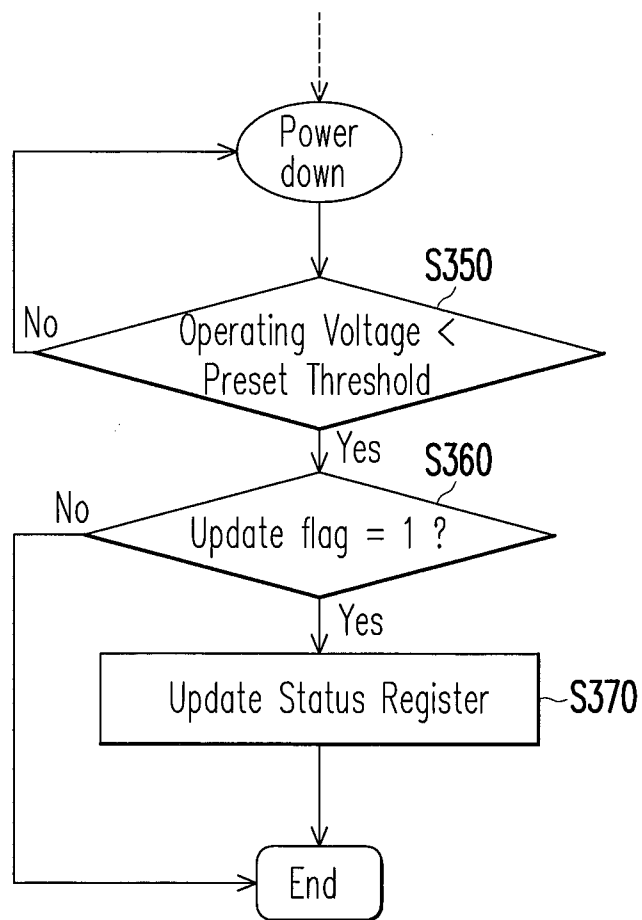 Power
down
S350
No
Operating Voltage <
Preset Threshold
Yes
S360
No
Update flag = 1 ?
Yes
Update Status Register
S370
End